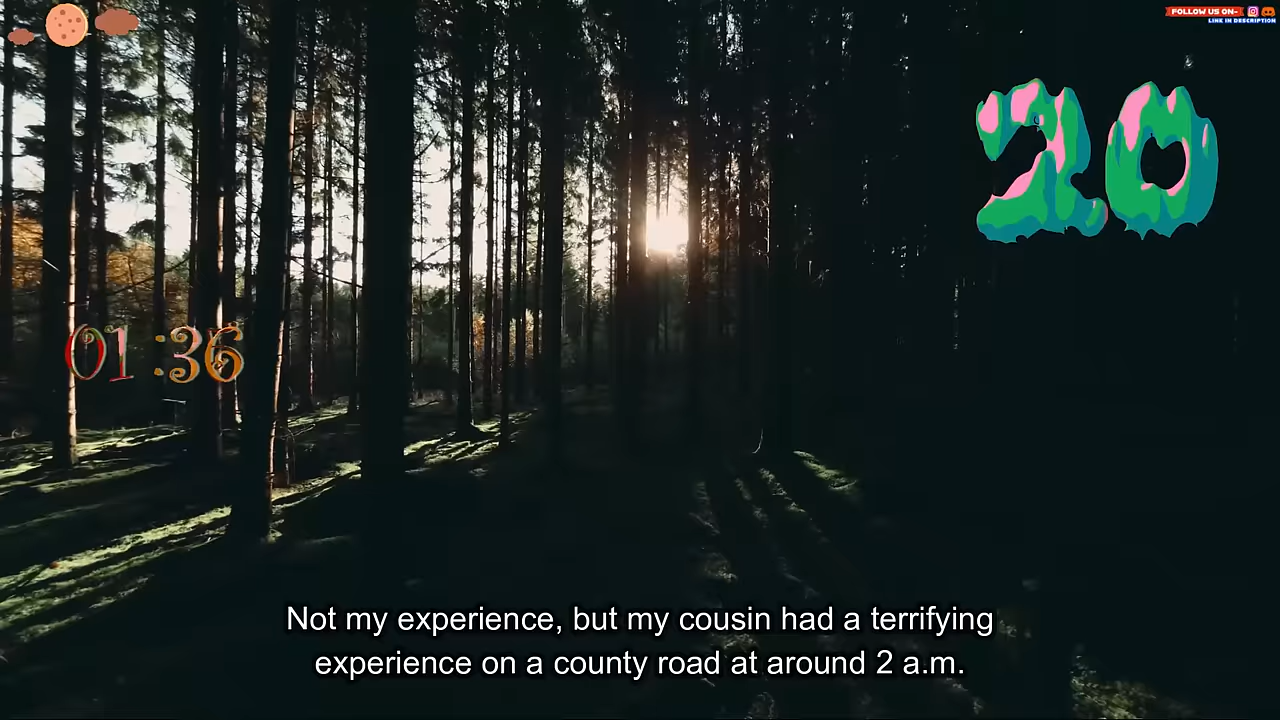 FOLLOW US ON-
LINK IN DESCRIPTION
20
01:36
Not my experience, but my cousin had a terrifying
experience on a county road at around 2 a.m.